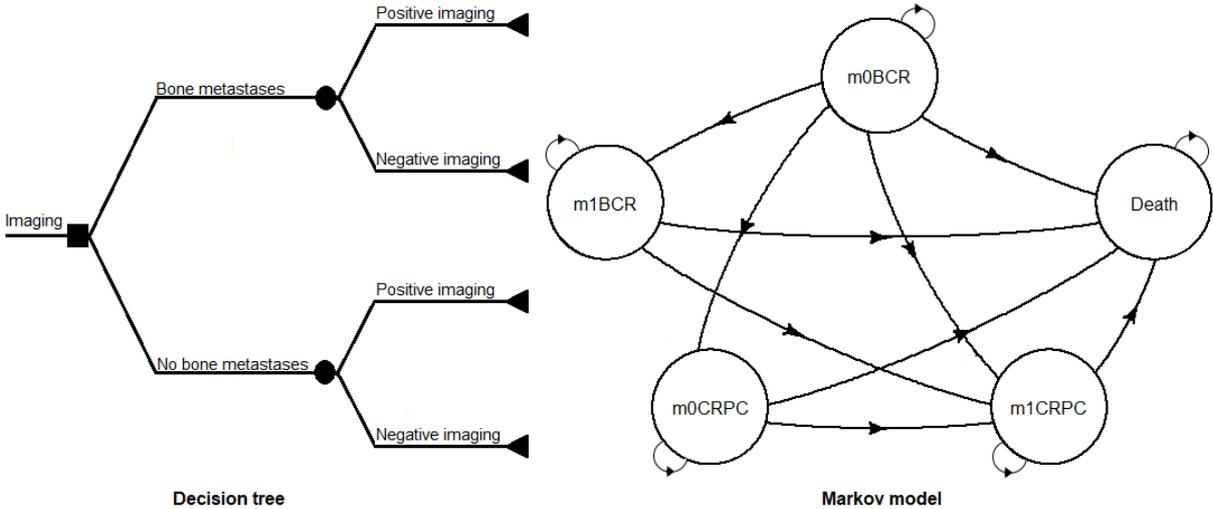 Positive imaging
Bone metastases
Negative imaging
Imaging
Positive imaging
No bone metastases
Negative imaging
Decision tree
m0BCR
m1BCR
Death
m0CRPC
m1CRPC
Markov model